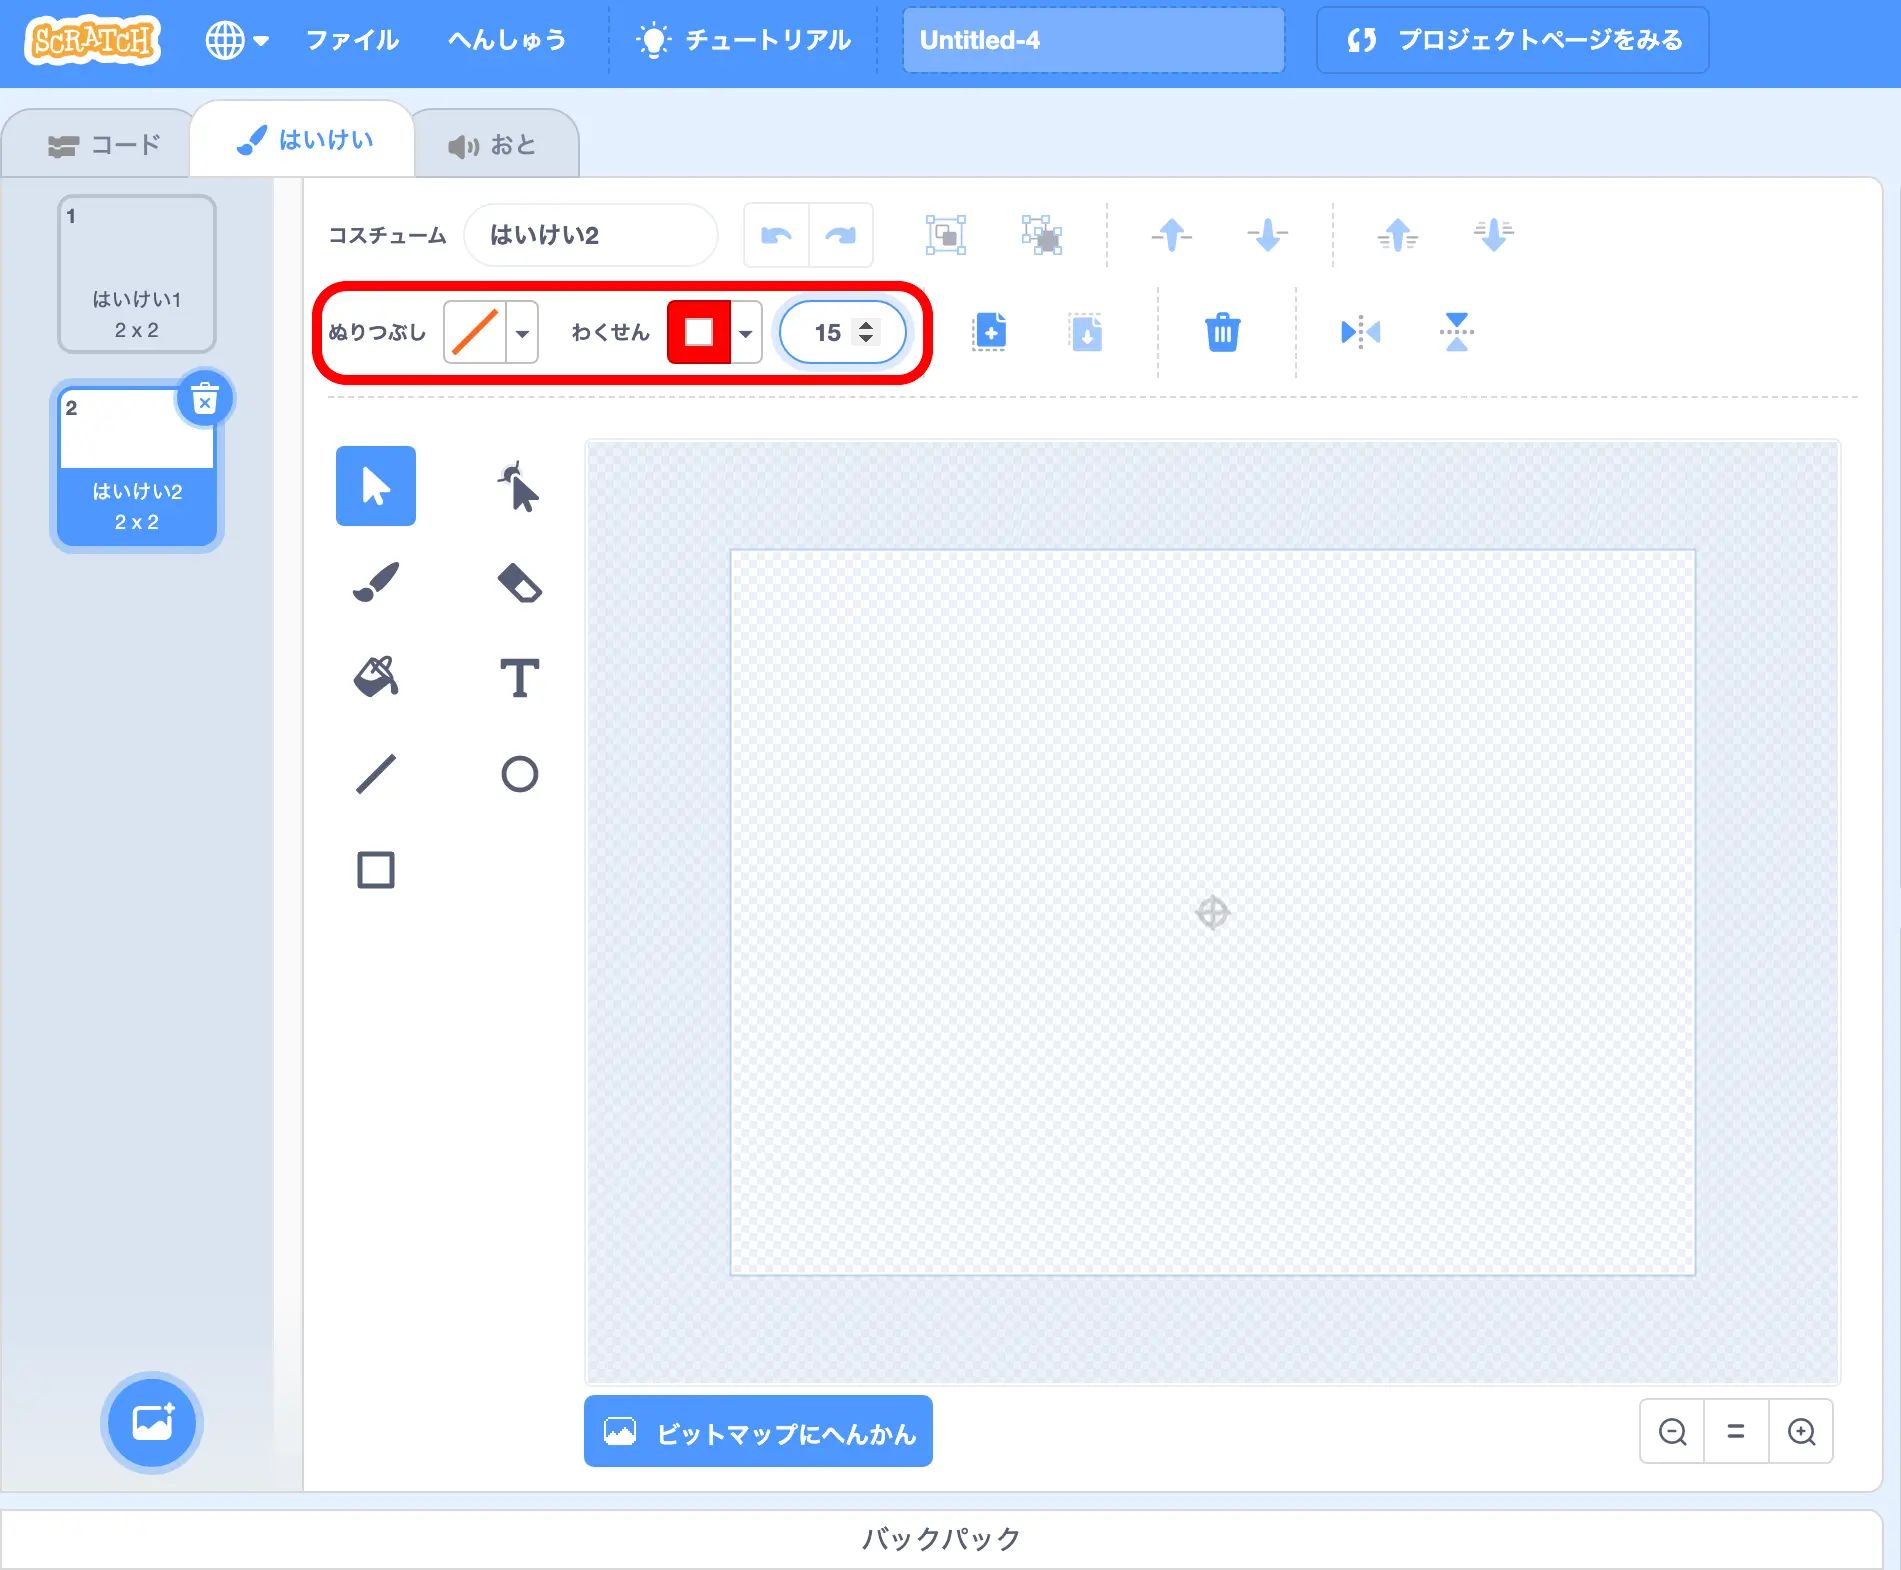 SCRATCH ファイル へんしゅう チュートリアル Untitled-4 プロジェクトページをみる
コード はいけい おと
1
はいけい1
2 x 2
2
はいけい2
2 x 2
コスチューム はいけい2
ぬりつぶし わくせん 15
T
ビットマップにへんかん
バックパック